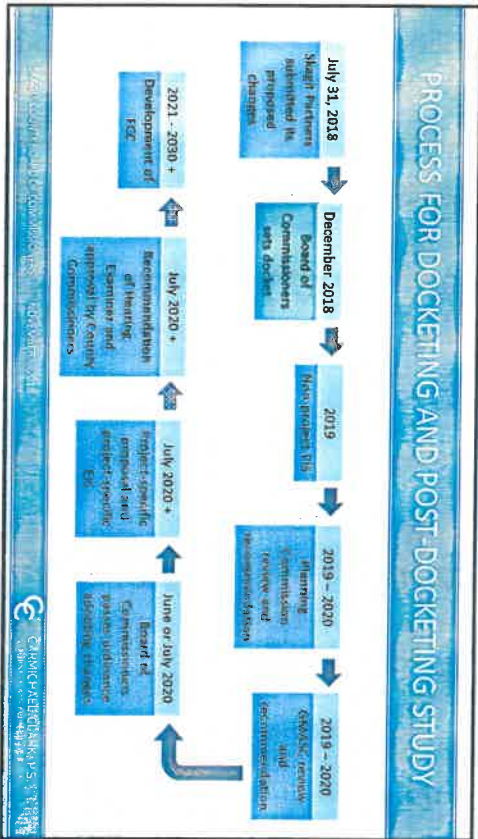 PROCESS FOR DOCKETING AND POST-DOCKETING STUDY
July 31, 2018
Skagit Partners
submitted its
proposed
changes
December 2018
Board of
Commissioners
sets docket
2019
Non-project EIS
2019 – 2020
Planning
Commission
review and
recommendation
2019 – 2020
GMASC review
and
recommendation
June or July 2020
Board of
Commissioners
passes ordinance
adopting changes
July 2020 +
Project-specific
proposal and
project-specific
EIS
July 2020 +
Recommendation
of Hearing
Examiner and
approval by County
Commissioners
2021 - 2030 +
Development of
FCC
CARMICHAEL CLARK, P.S.